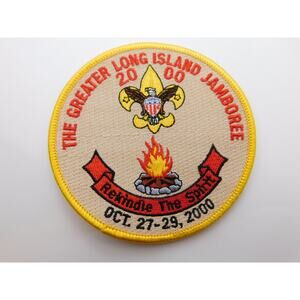 THE GREATER LONG ISLAND JAMBOREE
20 00
Rekindle The Spirit
OCT. 27-29, 2000